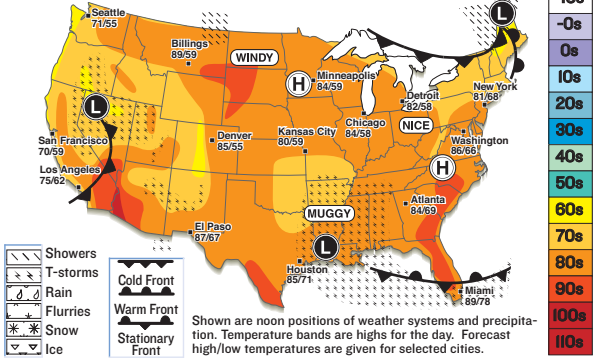 Seattle
71/55
Billings
89/59
WINDY
H
Minneapolis
84/59
L
-0s
0s
10s
20s
30s
40s
50s
60s
70s
80s
90s
100s
110s
L
San Francisco
70/59
Los Angeles
75/62
Denver
85/55
Kansas City
80/59
Chicago
84/58
Detroit
82/58
NICE
New York
81/68
Washington
86/66
H
Atlanta
84/69
MUGGY
El Paso
87/67
L
Houston
85/71
Miami
89/78
Showers
T-storms
Rain
Flurries
Snow
Ice
Cold Front
Warm Front
Stationary
Front
Shown are noon positions of weather systems and precipita-
tion. Temperature bands are highs for the day. Forecast
high/low temperatures are given for selected cities.